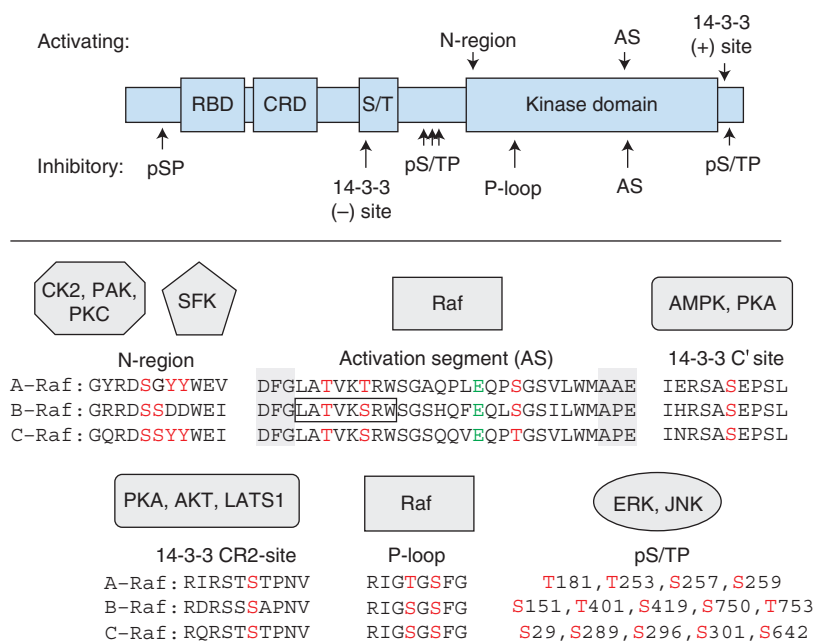 Activating:
N-region
AS
14-3-3
(+) site
RBD
CRD
S/T
Kinase domain
Inhibitory:
pSP
14-3-3
(–) site
pS/TP
P-loop
AS
pS/TP
CK2, PAK,
PKC
SFK
Raf
AMPK, PKA
N-region
Activation segment (AS)
14-3-3 C' site
A–Raf: GYRDSGYYWEV DFGLATVKTRWSGAQPLEQPSGSVLWMAAE IERSASEPSL
B–Raf: GRRDSSDDWEI DFGLATVKSRWSGSHQFEQLSGSILWMAPE IHRSASEPSL
C–Raf: GQRDSSYYWEI DFGLATVKSRWSGSQQVEQPTGSVLWMAPE INRSASEPSL
PKA, AKT, LATS1
Raf
ERK, JNK
14-3-3 CR2-site
P-loop
pS/TP
A–Raf: RIRSTSTPNV RIGTGSFG T181, T253, S257, S259
B–Raf: RDRSSSAPNV RIGSGSFG S151, T401, S419, S750, T753
C–Raf: RQRSTSTPNV RIGSGSFG S29, S289, S296, S301, S642